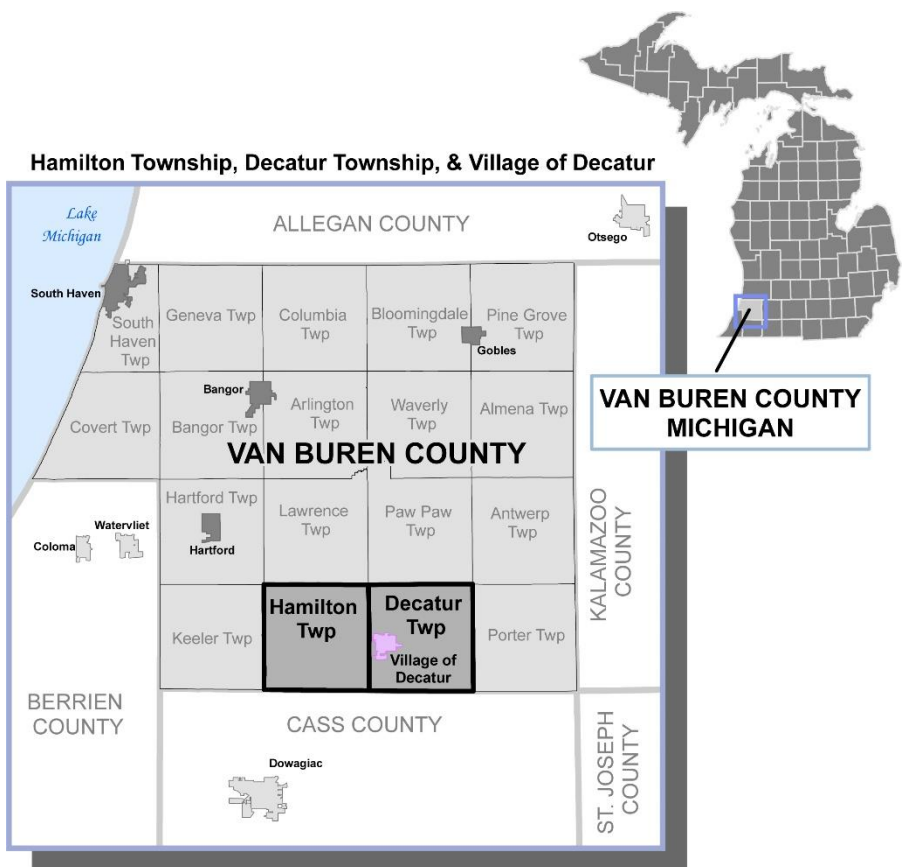 Hamilton Township, Decatur Township, & Village of Decatur
Lake
Michigan
ALLEGAN COUNTY
Otsego
South Haven
South
Haven
Twp
Geneva Twp
Columbia
Twp
Bloomingdale
Twp
Pine Grove
Twp
Gobles
Bangor
Covert Twp
Bangor Twp
Arlington
Twp
Waverly
Twp
Almena Twp
VAN BUREN COUNTY
VAN BUREN COUNTY
MICHIGAN
Hartford Twp
Hartford
Lawrence
Twp
Paw Paw
Twp
Antwerp
Twp
KALAMAZOO
COUNTY
Coloma
Watervliet
Keeler Twp
Hamilton
Twp
Decatur
Twp
Village of
Decatur
Porter Twp
BERRIEN
COUNTY
CASS COUNTY
ST. JOSEPH
COUNTY
Dowagiac